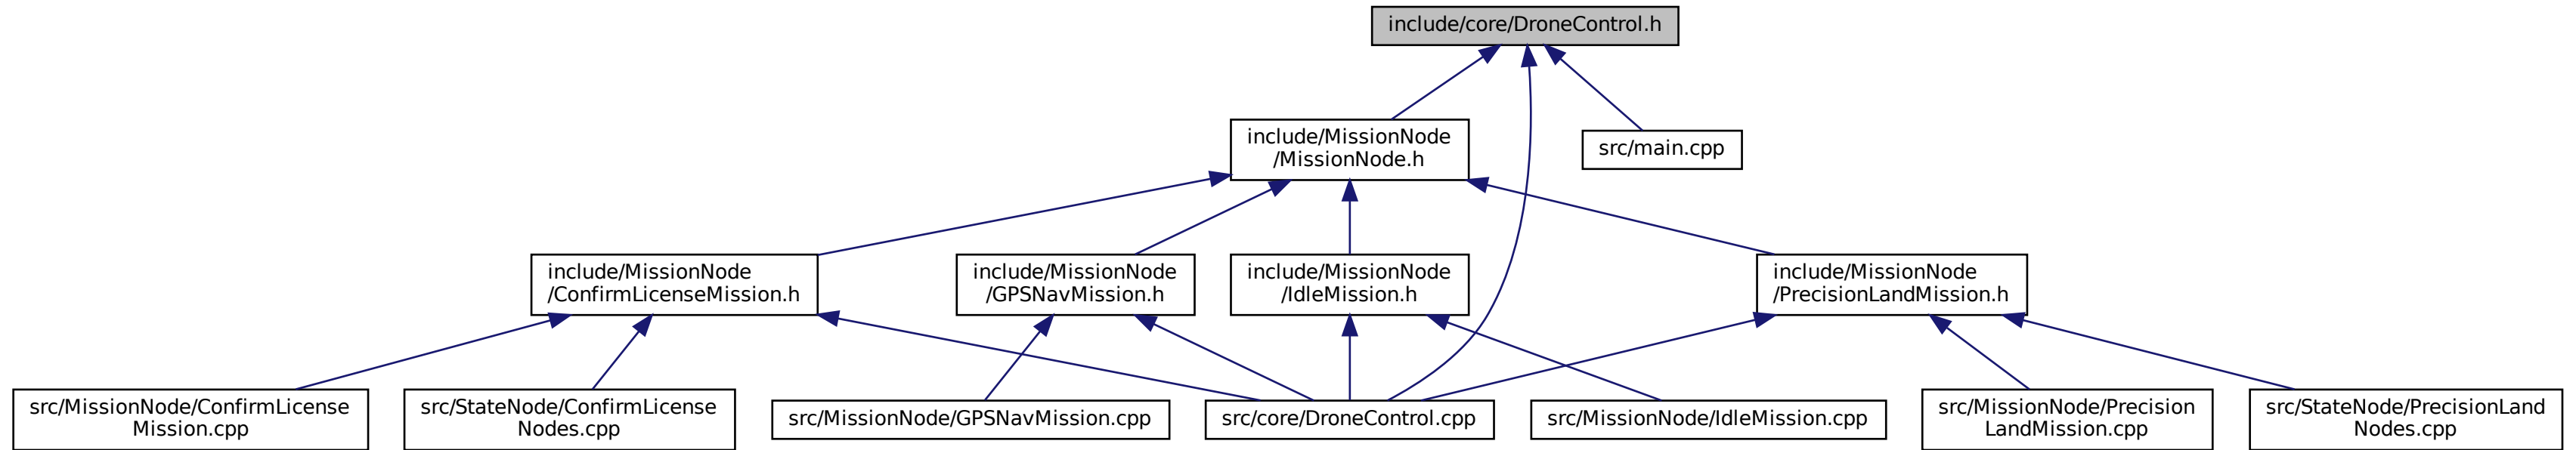 include/core/DroneControl.h
include/MissionNode
/MissionNode.h
src/main.cpp
include/MissionNode
/ConfirmLicenseMission.h
include/MissionNode
/GPSNavMission.h
include/MissionNode
/IdleMission.h
include/MissionNode
/PrecisionLandMission.h
src/MissionNode/ConfirmLicense
Mission.cpp
src/StateNode/ConfirmLicense
Nodes.cpp
src/MissionNode/GPSNavMission.cpp
src/core/DroneControl.cpp
src/MissionNode/IdleMission.cpp
src/MissionNode/Precision
LandMission.cpp
src/StateNode/PrecisionLand
Nodes.cpp